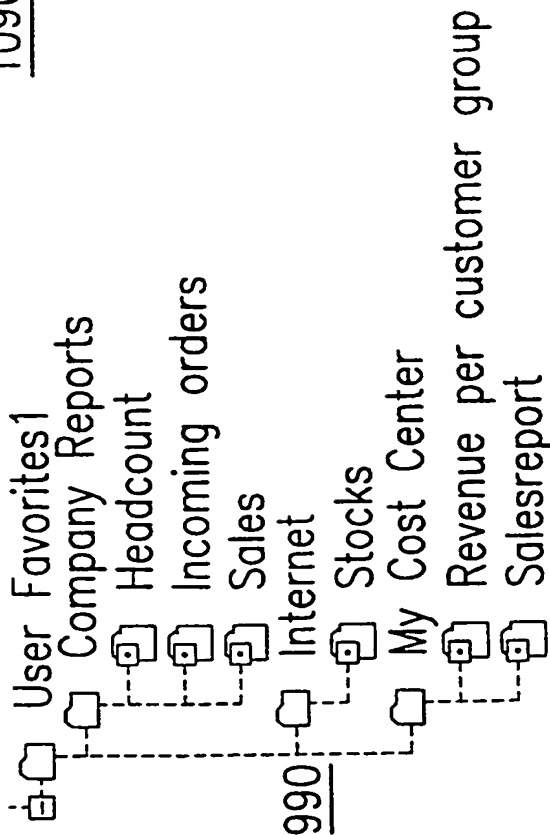 User Favorites1
Company Reports
Headcount
Incoming orders
Sales
Internet
Stocks
My Cost Center
Revenue per customer group
Salesreport
990